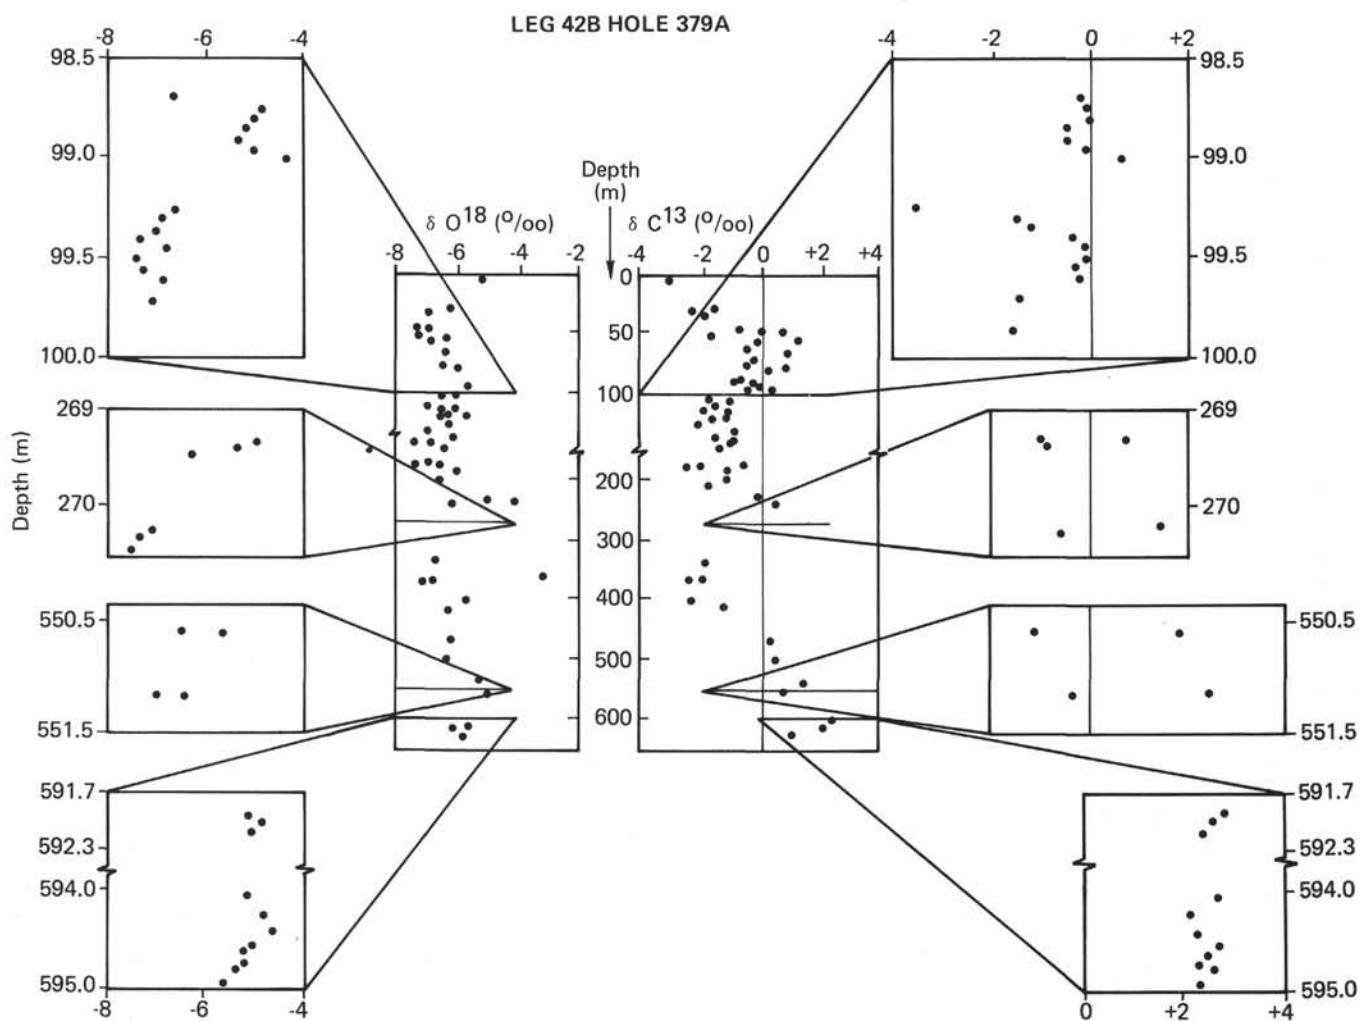 LEG 42B HOLE 379A
-8 -6 -4
-4 -2 0 +2
98.5
99.0
99.5
100.0
98.5
99.0
99.5
100.0
Depth
(m)
δ O18 (o/oo)
δ C13 (o/oo)
-8 -6 -4 -2
-4 -2 0 +2 +4
0
50
100
200
300
400
500
600
Depth (m)
269
270
269
270
550.5
551.5
550.5
551.5
591.7
592.3
594.0
595.0
591.7
592.3
594.0
595.0
-8 -6 -4
0 +2 +4